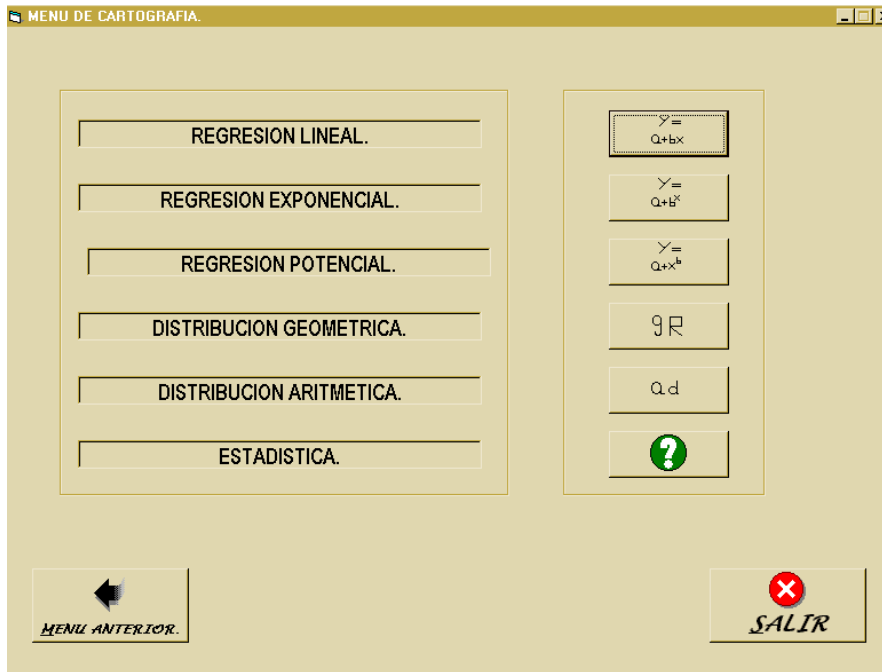 MENU DE CARTOGRAFIA.
REGRESION LINEAL.
y=
a+bx
REGRESION EXPONENCIAL.
y=
a+b^x
REGRESION POTENCIAL.
y=
a+x^b
DISTRIBUCION GEOMETRICA.
gR
DISTRIBUCION ARITMETICA.
ad
ESTADISTICA.
?
MENU ANTERIOR.
SALIR